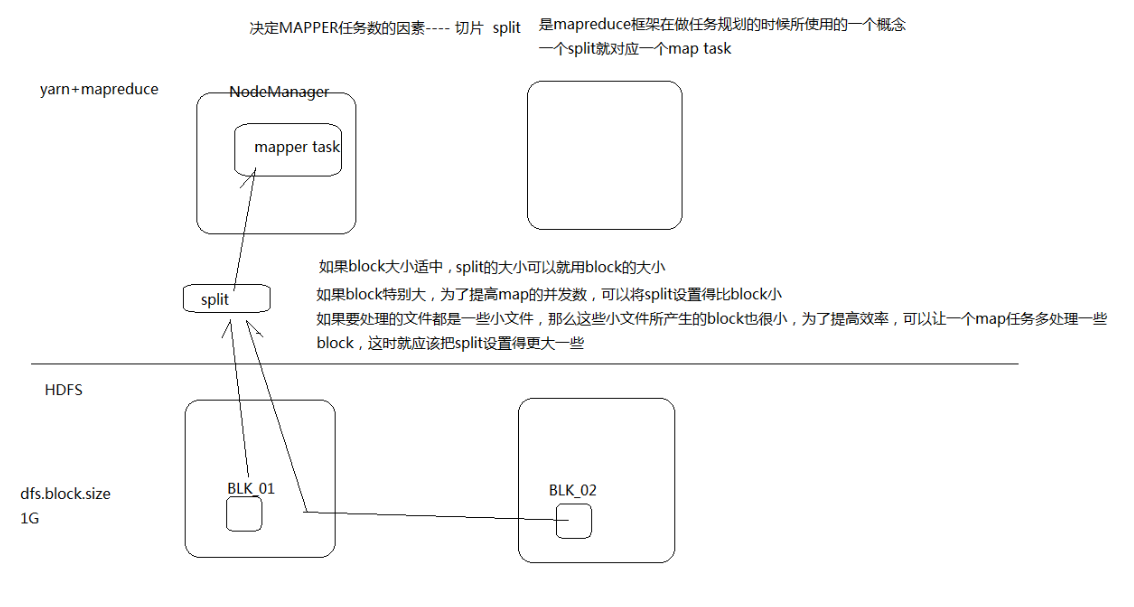 决定MAPPER任务数的因素---- 切片  split
是mapreduce框架在做任务规划的时候所使用的一个概念
一个split就对应一个map task
yarn+mapreduce
NodeManager
mapper task
如果block大小适中，split的大小可以就用block的大小
split
如果block特别大，为了提高map的并发数，可以将split设置得比block小
如果要处理的文件都是一些小文件，那么这些小文件所产生的block也很小，为了提高效率，可以让一个map任务多处理一些
block，这时就应该把split设置得更大一些
HDFS
BLK_01
BLK_02
dfs.block.size
1G